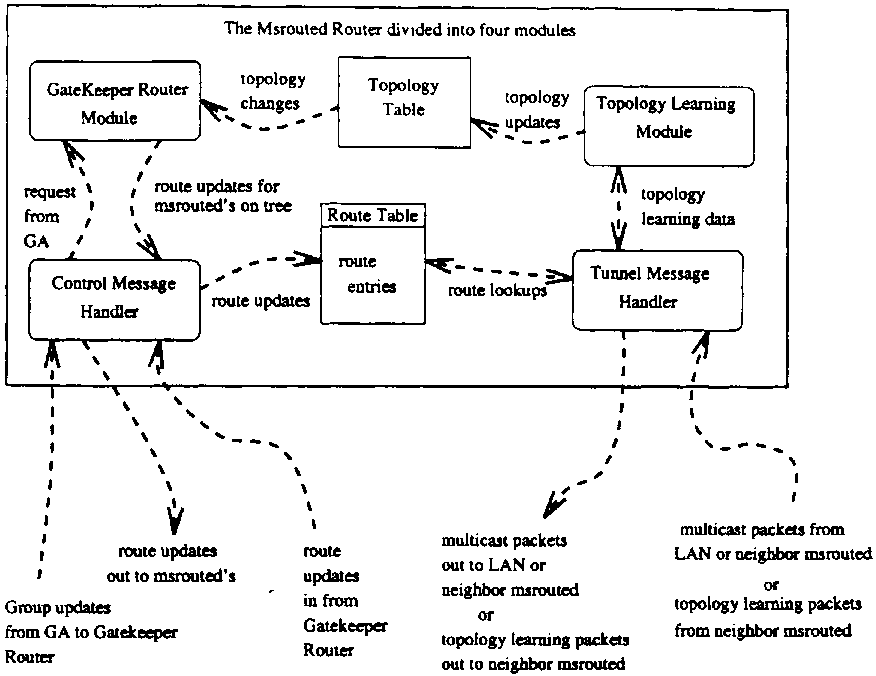 The Msrouted Router divided into four modules
GateKeeper Router
Module
topology
changes
Topology
Table
topology
updates
Topology Learning
Module
request
from
GA
route updates for
msrouted's on tree
topology
learning data
Control Message
Handler
route updates
Route Table
route
entries
route lookups
Tunnel Message
Handler
Group updates
from GA to Gatekeeper
Router
route updates
out to msrouted's
route
updates
in from
Gatekeeper
Router
multicast packets
out to LAN or
neighbor msrouted
or
topology learning packets
out to neighbor msrouted
multicast packets from
LAN or neighbor msrouted
or
topology learning packets
from neighbor msrouted